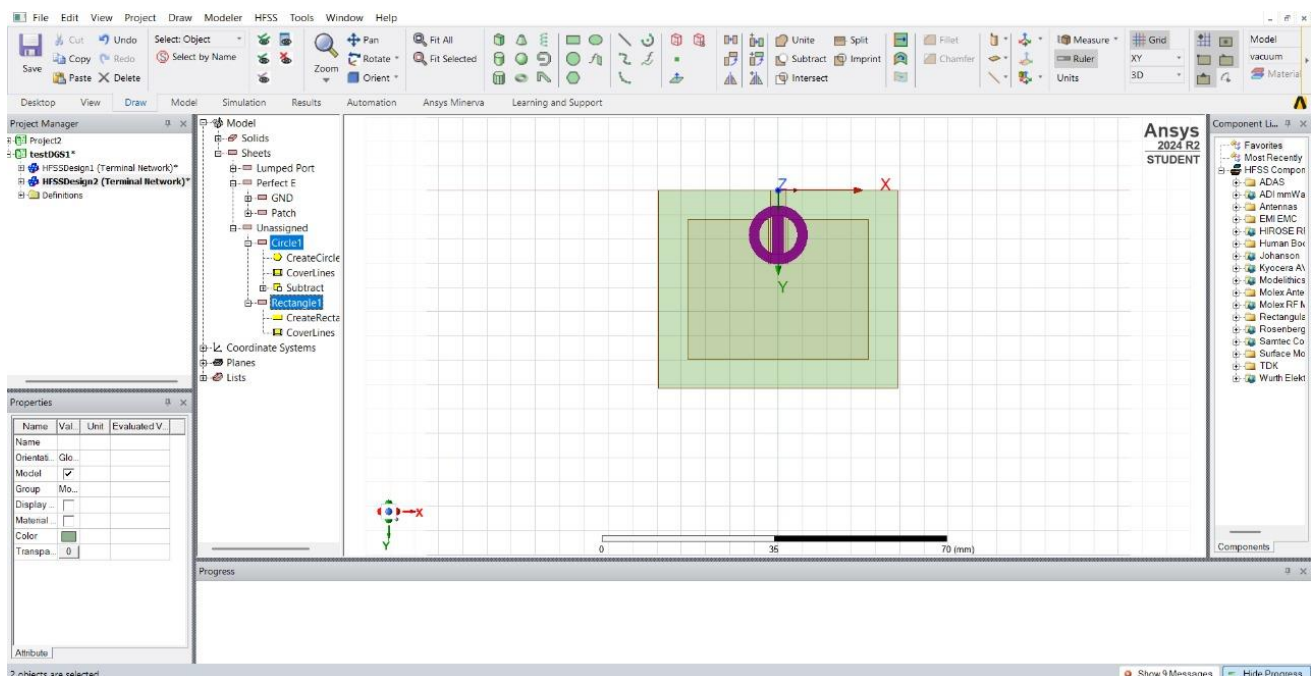 File Edit View Project Draw Modeler HFSS Tools Window Help
Save
Cut
Copy
Paste
Undo
Redo
Delete
Select: Object
Select by Name
Zoom
Pan
Rotate
Orient
Fit All
Fit Selected
Unite
Subtract
Intersect
Split
Imprint
Fillet
Chamfer
Measure
Ruler
Units
Grid
XY
3D
Model
vacuum
Material
Desktop View Draw Model Simulation Results Automation Ansys Minerva Learning and Support
Project Manager
Project2
testDGS1*
HFSSDesign1 (Terminal Network)*
HFSSDesign2 (Terminal Network)*
Definitions
Properties
Name Val... Unit Evaluated V...
Name
Orientati... Glo...
Model
Group Mo...
Display ...
Material ...
Color
Transpa... 0
Attribute
Model
Solids
Sheets
Lumped Port
Perfect E
GND
Patch
Unassigned
Circle1
CreateCircle
CoverLines
Subtract
Rectangle1
CreateRecta
CoverLines
Coordinate Systems
Planes
Lists
Ansys
2024 R2
STUDENT
Z
X
Y
X
Y
0 35 70 (mm)
Component Li...
Favorites
Most Recently
HFSS Compon
ADAS
ADI mmWa
Antennas
EMI EMC
HIROSE RI
Human Boc
Johanson
Kyocera AV
Modelithics
Molex Ante
Molex RF M
Rectangula
Rosenberg
Samtec Co
Surface Mo
TDK
Wurth Elekt
Components
Progress
2 objects are selected
Show 9 Messages
Hide Progress